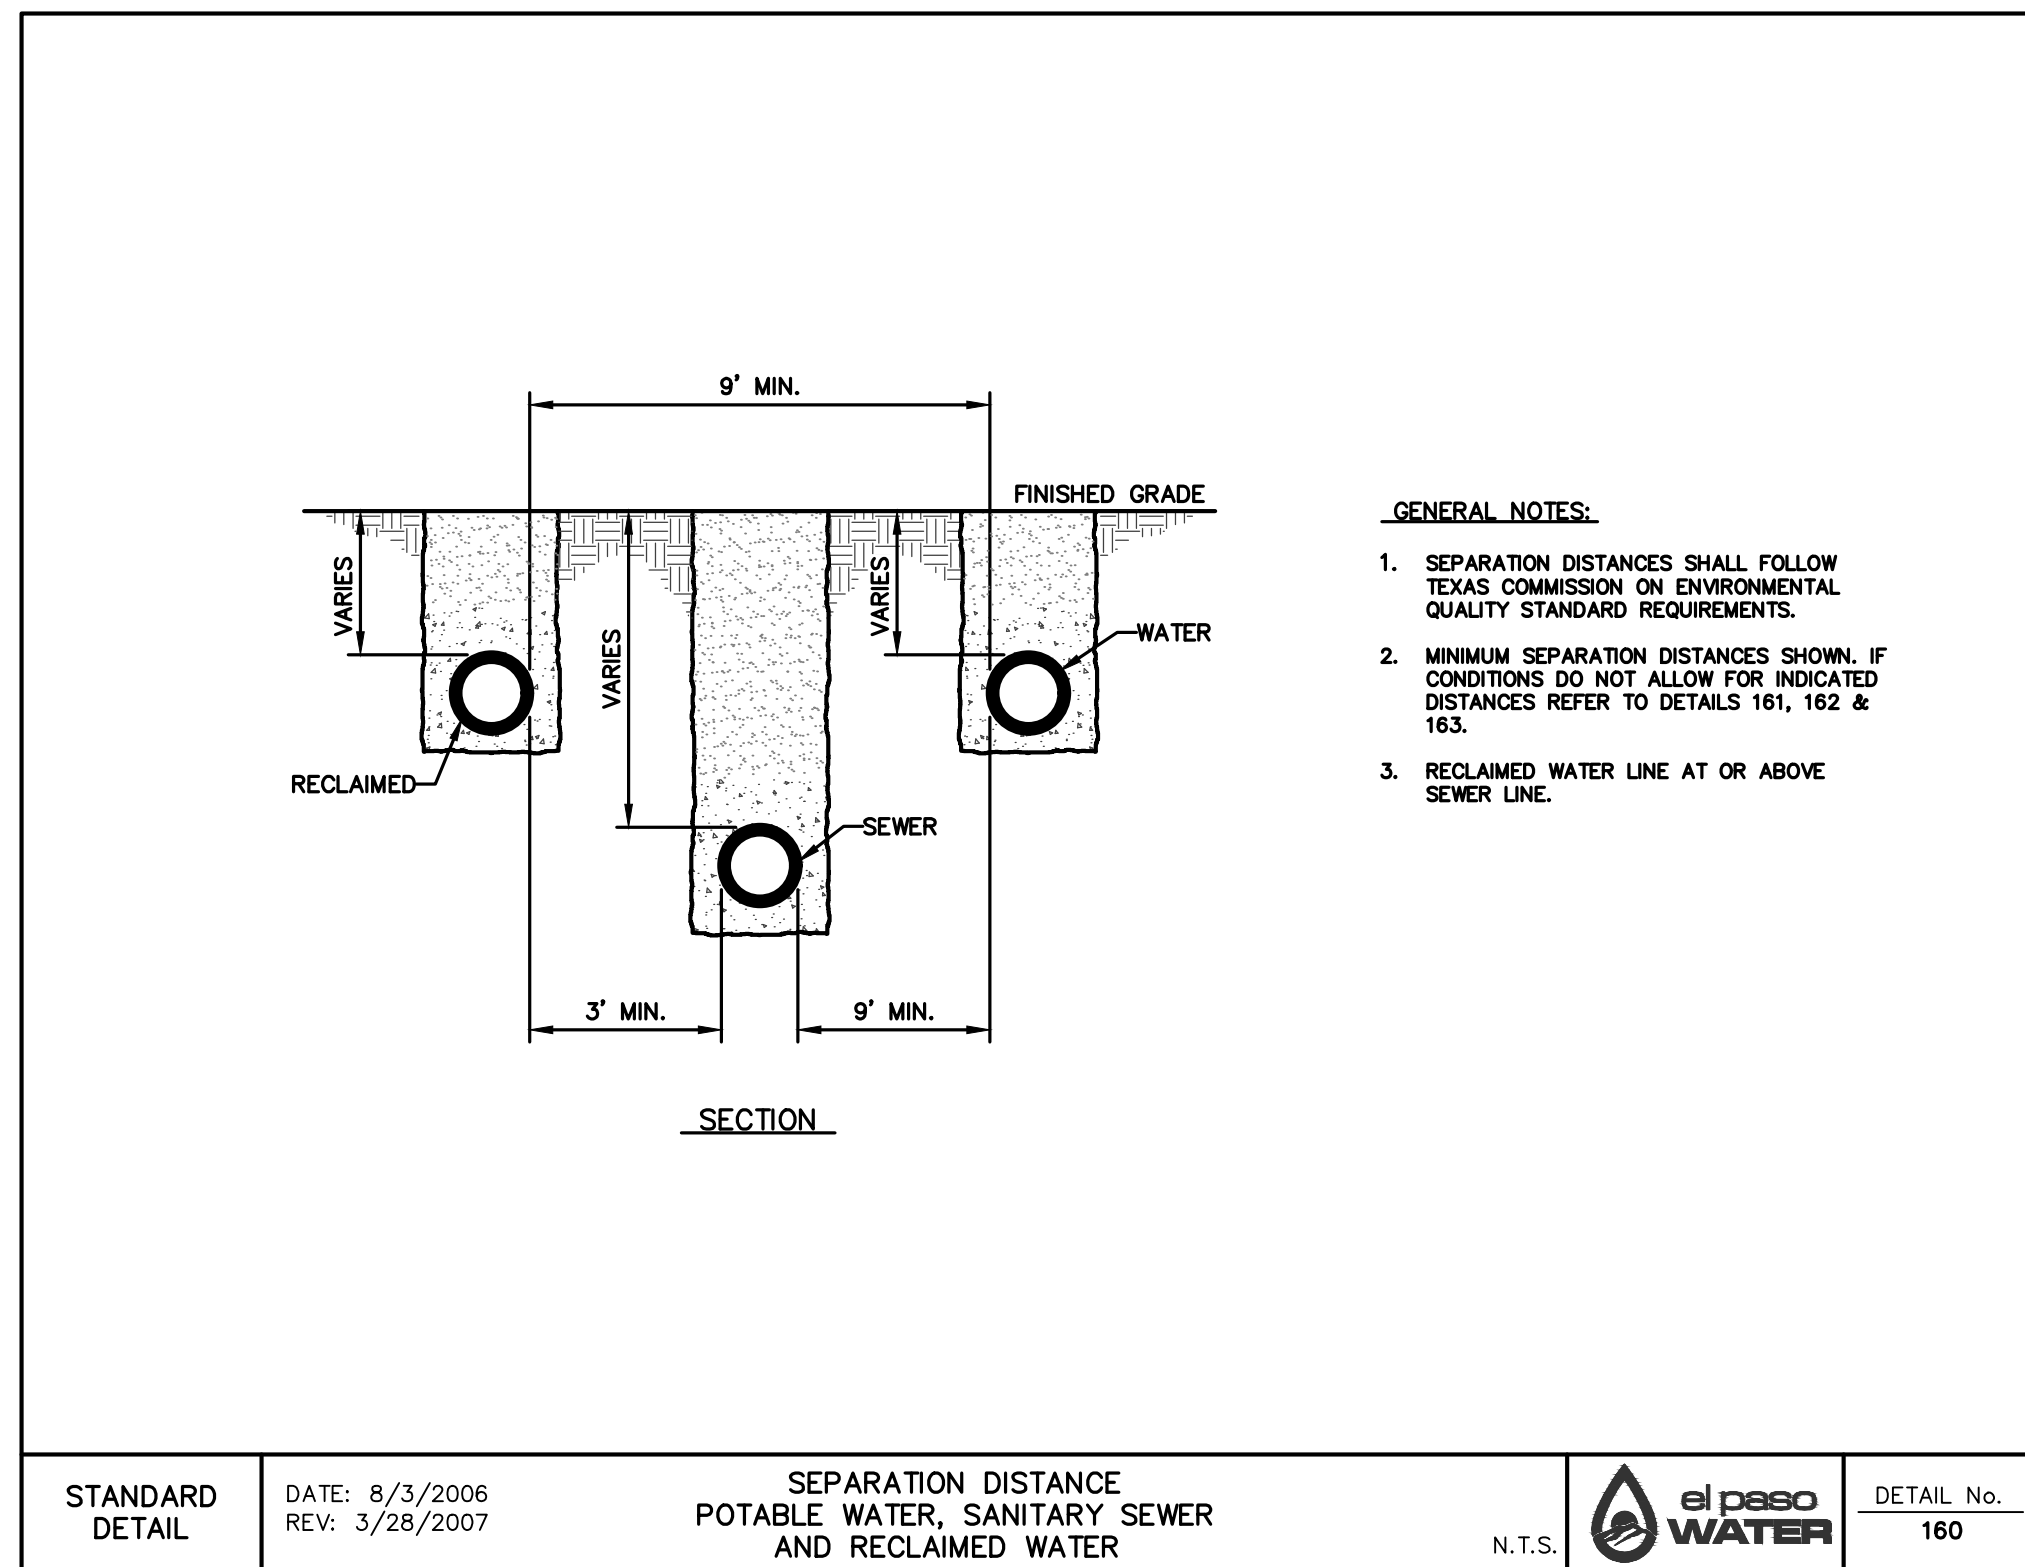 9' MIN.
FINISHED GRADE
VARIES
VARIES
VARIES
WATER
RECLAIMED
SEWER
3' MIN.
9' MIN.
SECTION
GENERAL NOTES:
1. SEPARATION DISTANCES SHALL FOLLOW
TEXAS COMMISSION ON ENVIRONMENTAL
QUALITY STANDARD REQUIREMENTS.
2. MINIMUM SEPARATION DISTANCES SHOWN. IF
CONDITIONS DO NOT ALLOW FOR INDICATED
DISTANCES REFER TO DETAILS 161, 162 &
163.
3. RECLAIMED WATER LINE AT OR ABOVE
SEWER LINE.
STANDARD
DETAIL
DATE: 8/3/2006
REV: 3/28/2007
SEPARATION DISTANCE
POTABLE WATER, SANITARY SEWER
AND RECLAIMED WATER
N.T.S.
el paso
WATER
DETAIL No.
160